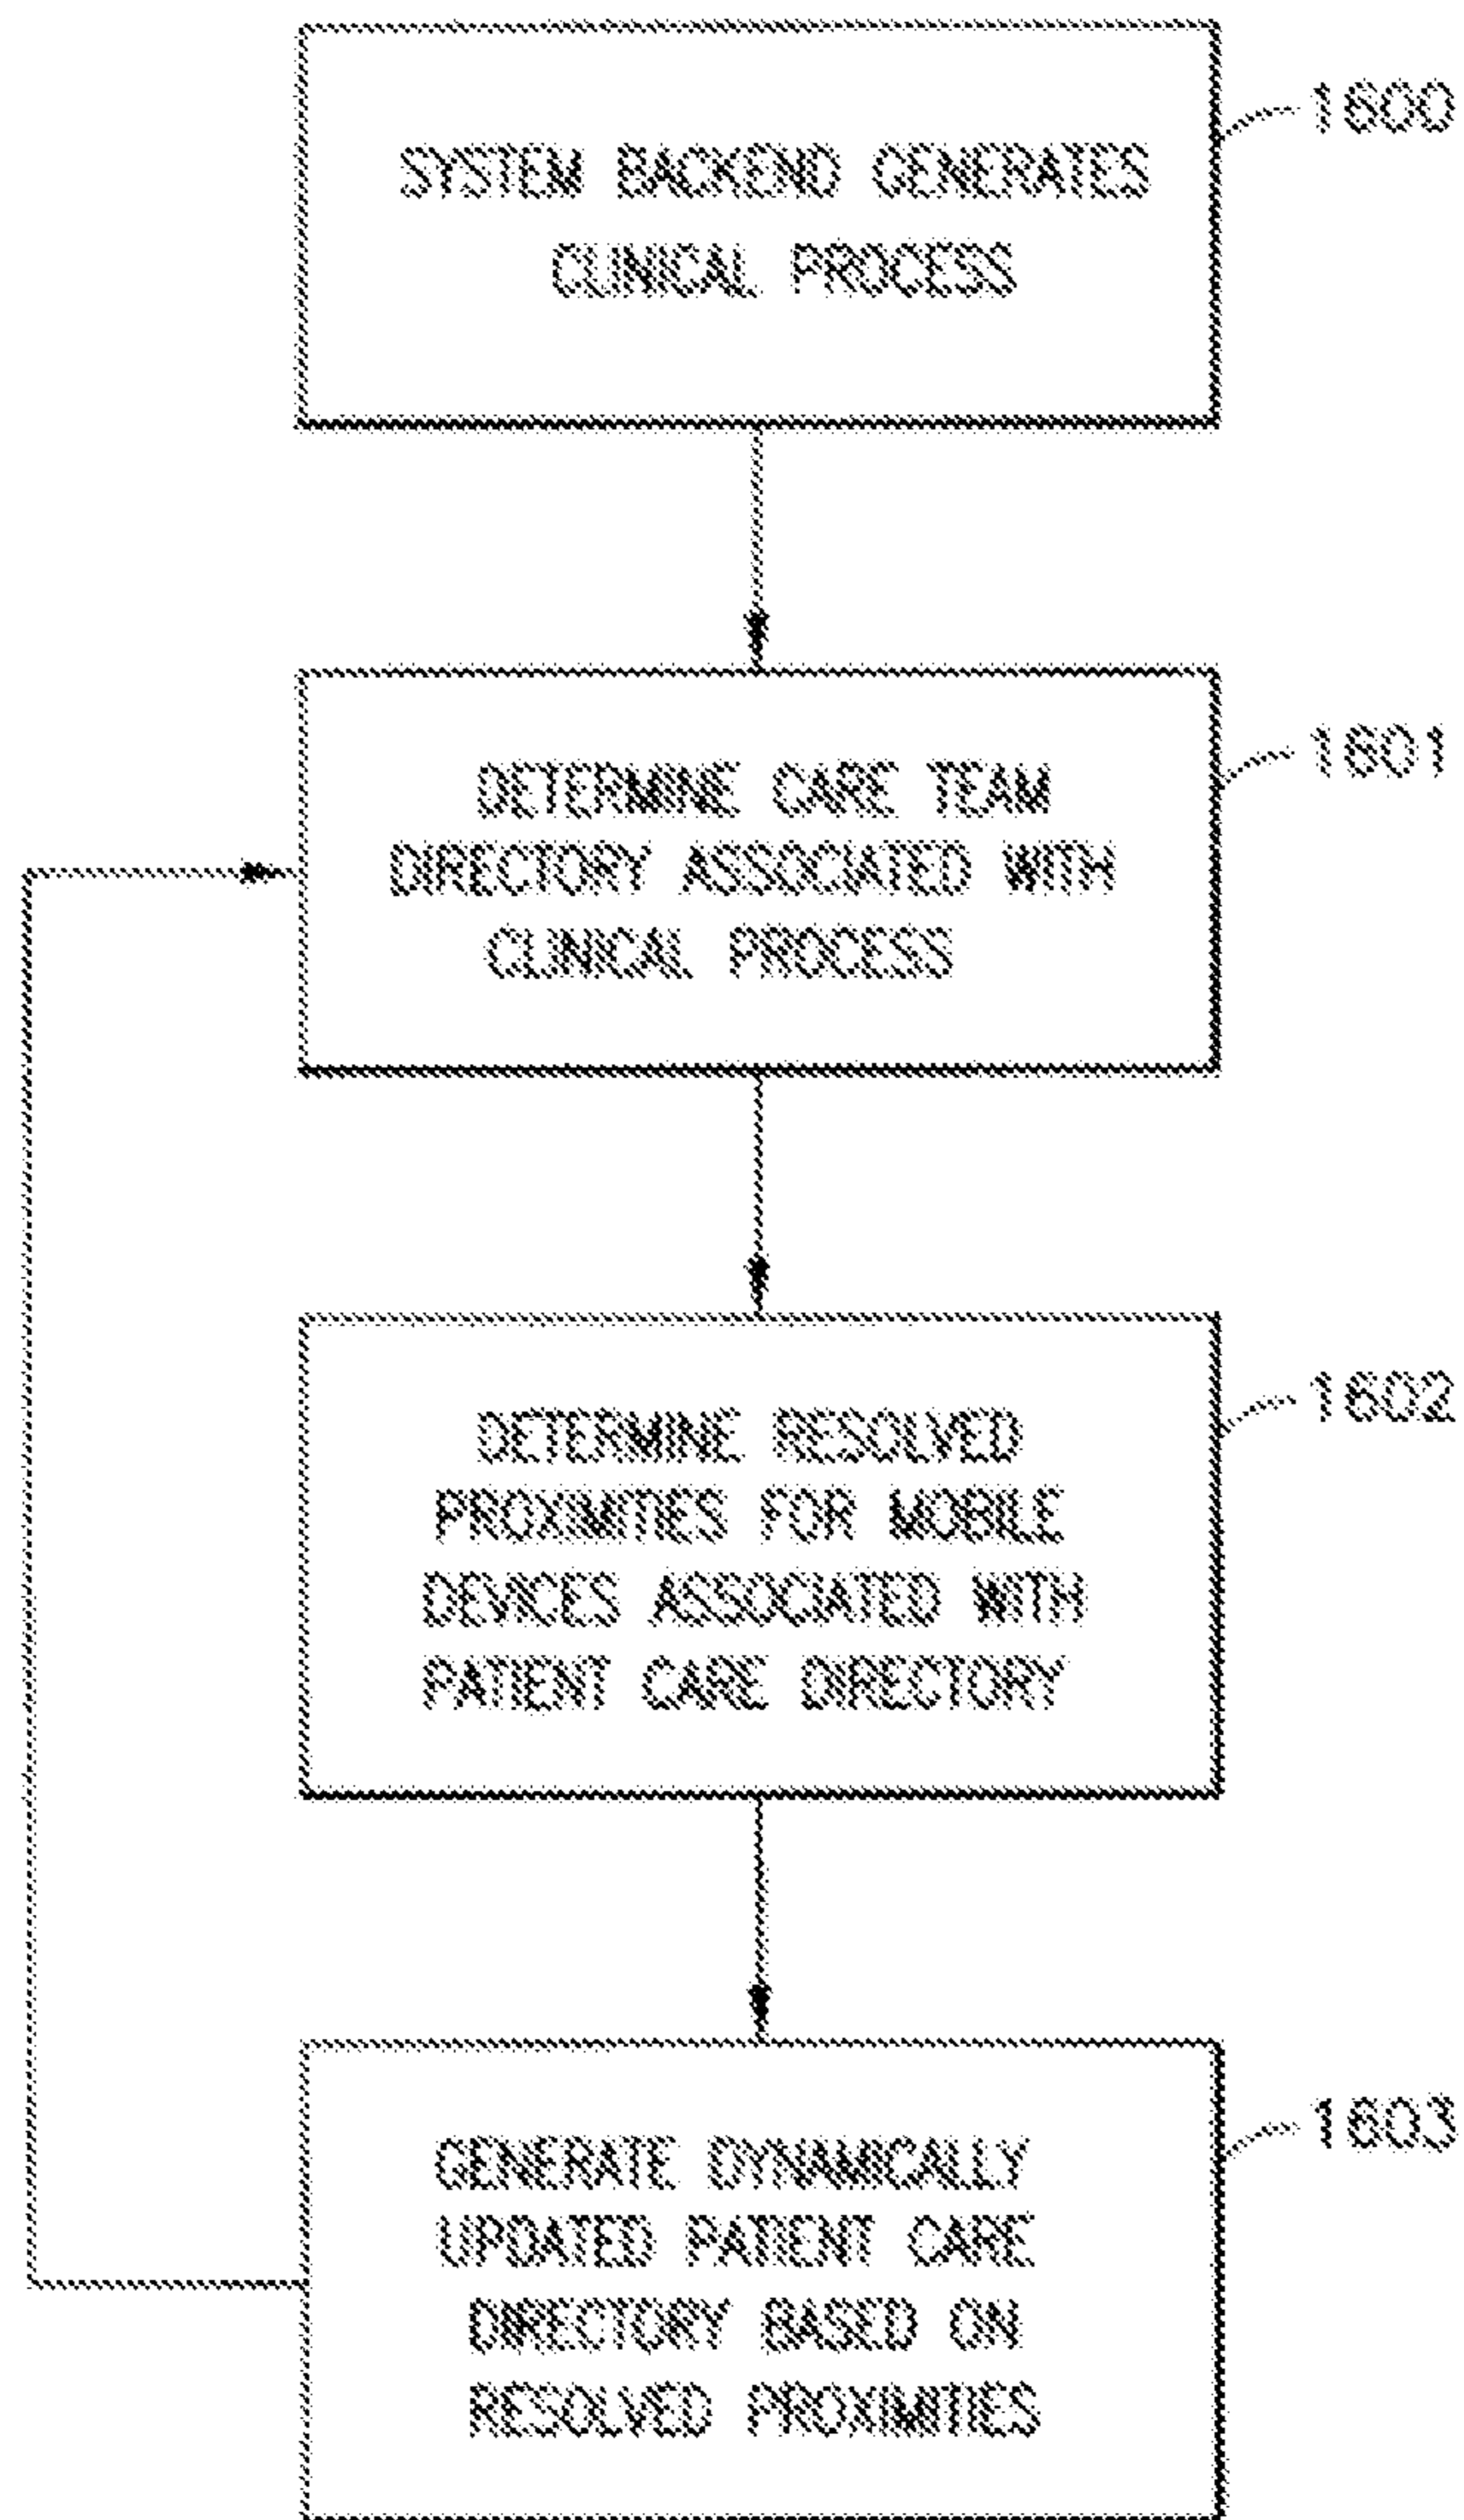 SYSTEM BACKEND GENERATES
CLINICAL PROCESS
1600
DETERMINE CARE TEAM
DIRECTORY ASSOCIATED WITH
CLINICAL PROCESS
1601
DETERMINE RESOLVED
PROXIMITIES FOR MOBILE
DEVICES ASSOCIATED WITH
PATIENT CARE DIRECTORY
1602
GENERATE DYNAMICALLY
UPDATED PATIENT CARE
DIRECTORY BASED ON
RESOLVED PROXIMITIES
1603